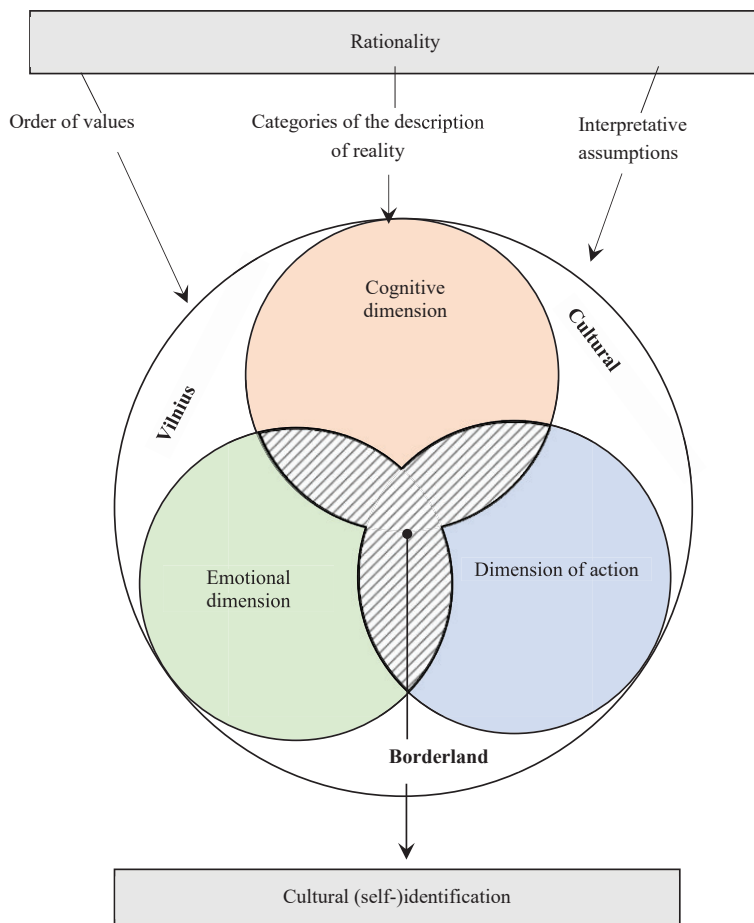 Rationality
Order of values
Categories of the description
of reality
Interpretative
assumptions
Cognitive
dimension
Vilnius
Cultural
Emotional
dimension
Dimension of action
Borderland
Cultural (self-)identification